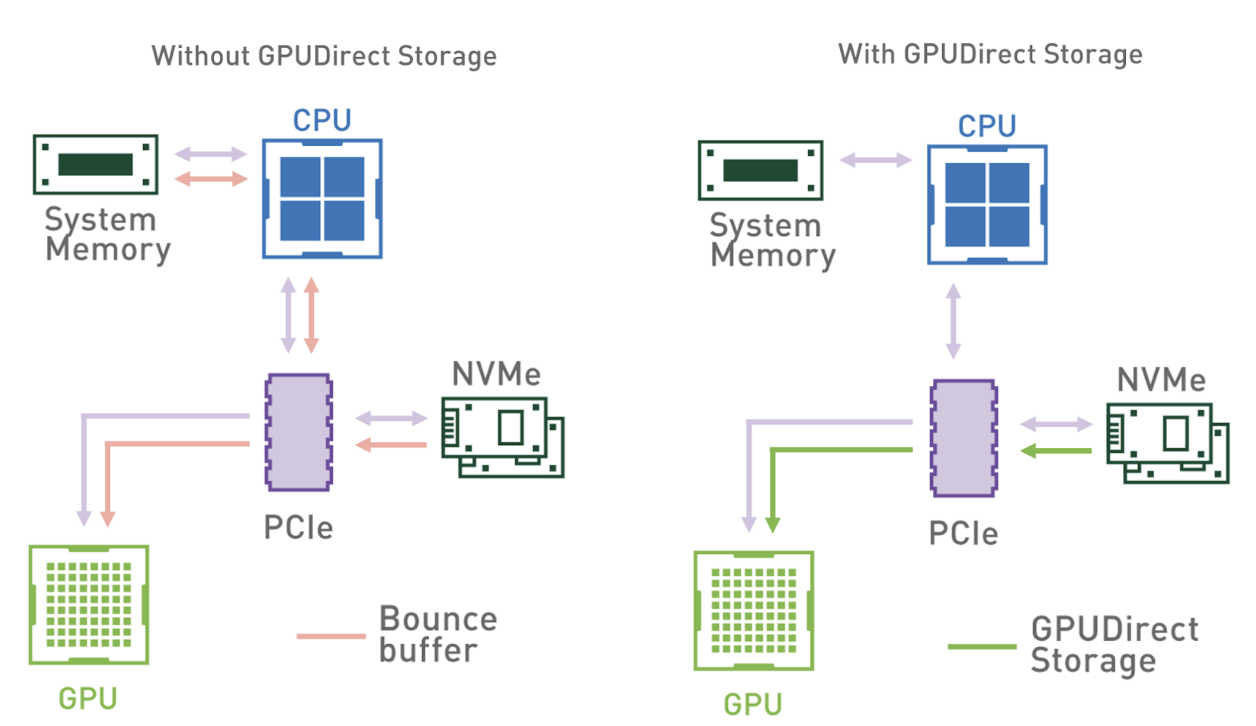 Without GPUDirect Storage
CPU
System
Memory
NVMe
PCIe
GPU
Bounce
buffer
With GPUDirect Storage
CPU
System
Memory
NVMe
PCIe
GPU
GPUDirect
Storage